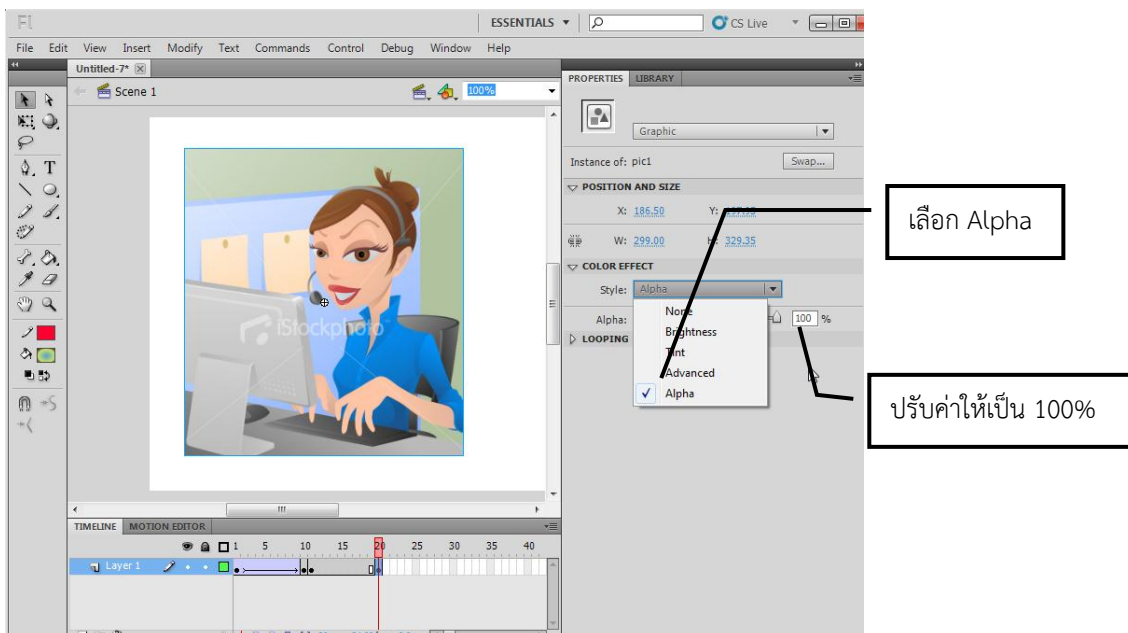 Fl ESSENTIALS CS Live
File Edit View Insert Modify Text Commands Control Debug Window Help
Untitled-7*
Scene 1 100%
PROPERTIES LIBRARY
Graphic
Instance of: pic1 Swap...
POSITION AND SIZE
X: 186.50 Y:
W: 299.00 H: 329.35
COLOR EFFECT
Style: Alpha
Alpha: 100 %
None
Brightness
Tint
Advanced
Alpha
LOOPING
เลือก Alpha
ปรับค่าให้เป็น 100%
iStockphoto
TIMELINE MOTION EDITOR
1 5 10 15 20 25 30 35 40
Layer 1